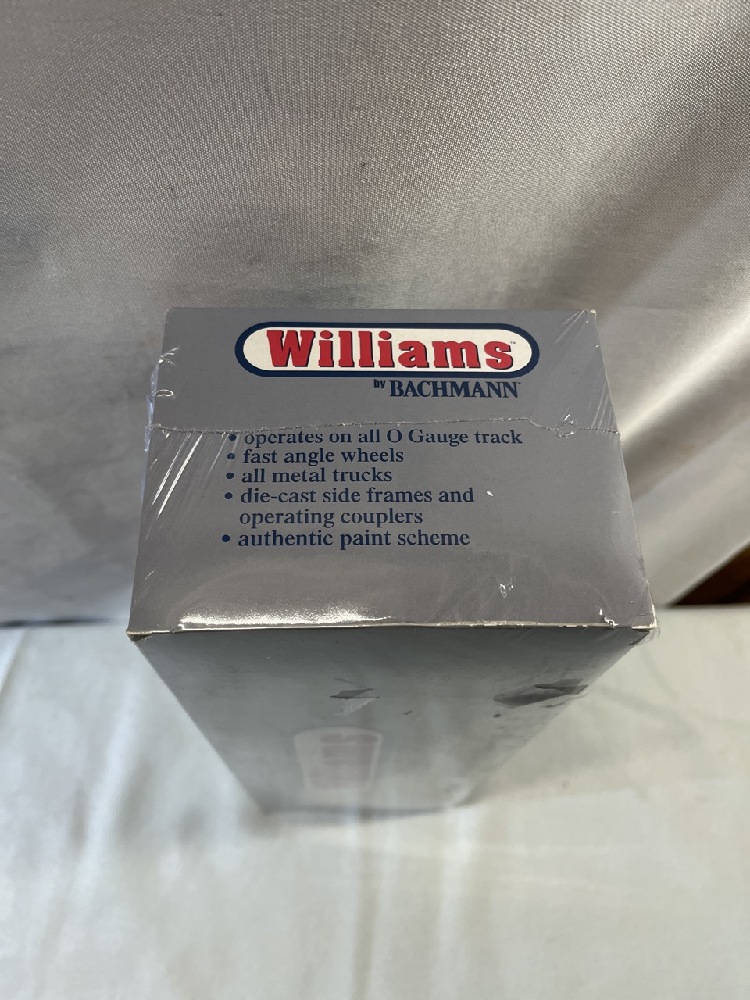 Williams™
BY BACHMANN
• operates on all O Gauge track
• fast angle wheels
• all metal trucks
• die-cast side frames and
operating couplers
• authentic paint scheme